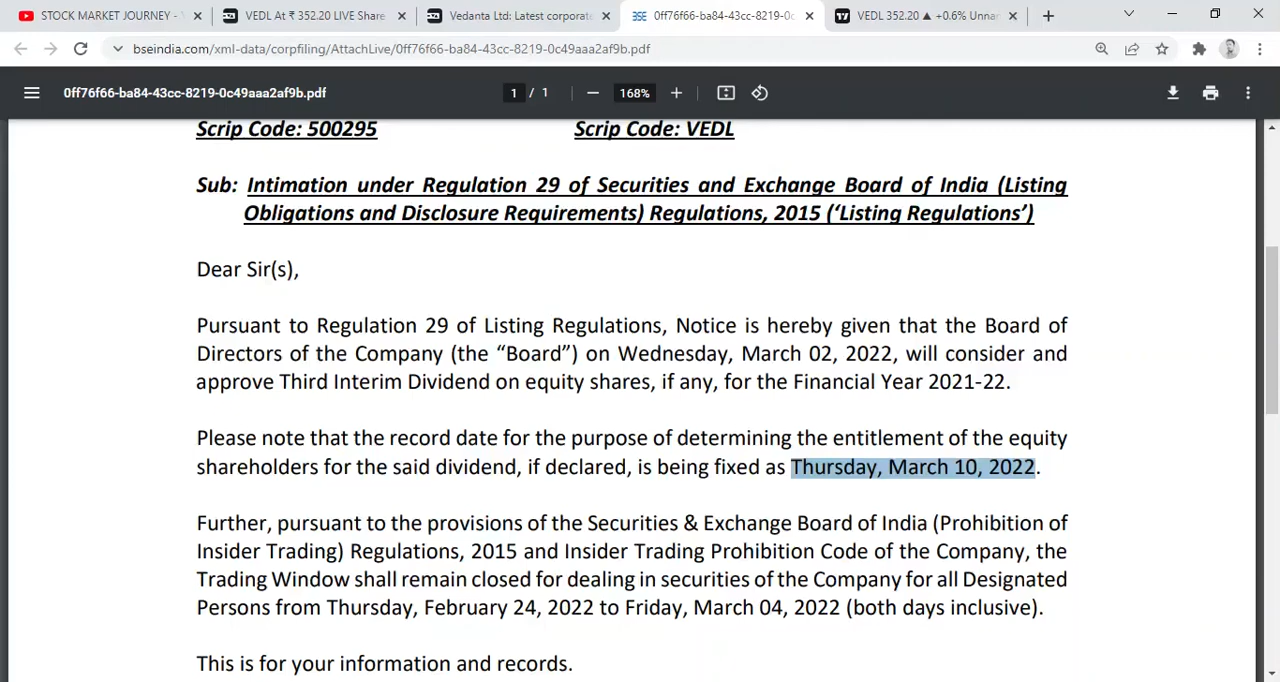 STOCK MARKET JOURNEY -
VEDL At ₹ 352.20 LIVE Share
Vedanta Ltd: Latest corporat
0ff76f66-ba84-43cc-8219-0c
VEDL 352.20 ▲ +0.6% Unnar
bseindia.com/xml-data/corpfiling/AttachLive/0ff76f66-ba84-43cc-8219-0c49aaa2af9b.pdf
0ff76f66-ba84-43cc-8219-0c49aaa2af9b.pdf
1 / 1
168%
Scrip Code: 500295 Scrip Code: VEDL
Sub: Intimation under Regulation 29 of Securities and Exchange Board of India (Listing
Obligations and Disclosure Requirements) Regulations, 2015 (‘Listing Regulations’)
Dear Sir(s),
Pursuant to Regulation 29 of Listing Regulations, Notice is hereby given that the Board of
Directors of the Company (the “Board”) on Wednesday, March 02, 2022, will consider and
approve Third Interim Dividend on equity shares, if any, for the Financial Year 2021-22.
Please note that the record date for the purpose of determining the entitlement of the equity
shareholders for the said dividend, if declared, is being fixed as Thursday, March 10, 2022.
Further, pursuant to the provisions of the Securities & Exchange Board of India (Prohibition of
Insider Trading) Regulations, 2015 and Insider Trading Prohibition Code of the Company, the
Trading Window shall remain closed for dealing in securities of the Company for all Designated
Persons from Thursday, February 24, 2022 to Friday, March 04, 2022 (both days inclusive).
This is for your information and records.